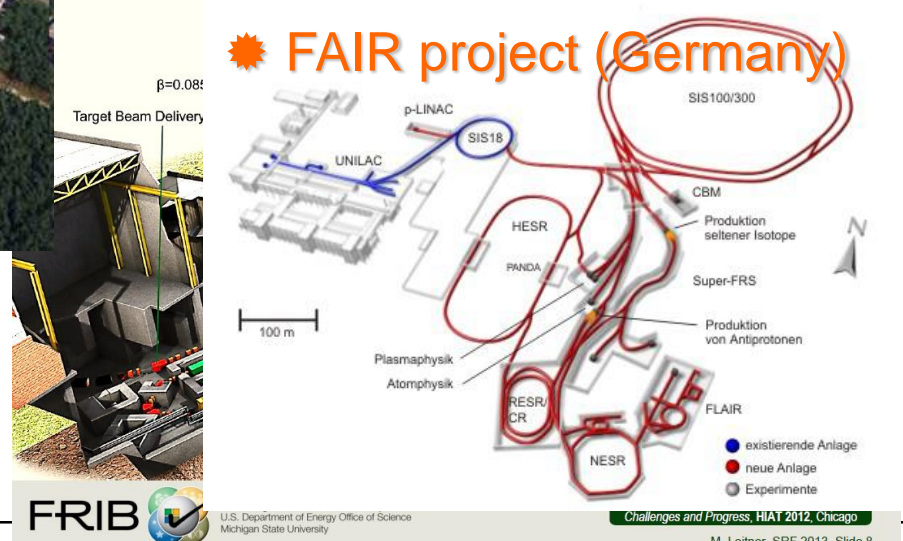 FAIR project (Germany)
β=0.085
Target Beam Delivery
p-LINAC
SIS18
SIS100/300
UNILAC
CBM
HESR
Produktion
seltener Isotope
N
PANDA
Super-FRS
100 m
Produktion
von Antiprotonen
Plasmaphysik
Atomphysik
RESR/
CR
FLAIR
NESR
existierende Anlage
neue Anlage
Experimente
FRIB
U.S. Department of Energy Office of Science
Michigan State University
Challenges and Progress, HIAT 2012, Chicago
M. Leitner, SRF 2013, Slide 8